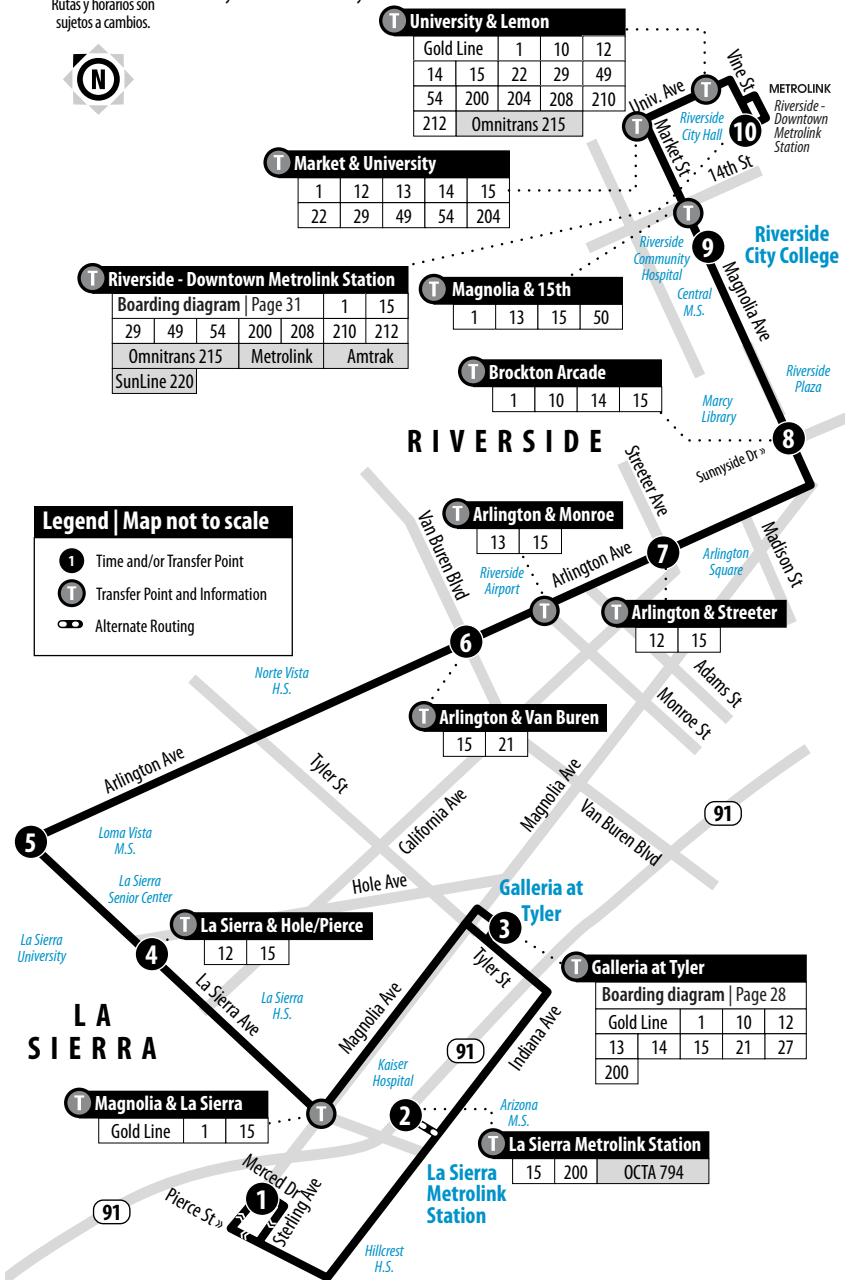 Rutas y horarios son
sujetos a cambios.
N
T University & Lemon
Gold Line 1 10 12
14 15 22 29 49
54 200 204 208 210
212 Omnitrans 215
Univ. Ave
T
T
Vine St
METROLINK
Riverside -
Downtown
Metrolink
Station
Riverside
City Hall
10
Market St
14th St
T Market & University
1 12 13 14 15
22 29 49 54 204
T
Riverside
Community
Hospital
9
Riverside
City College
Central
M.S.
Magnolia Ave
T Riverside - Downtown Metrolink Station
Boarding diagram | Page 31 1 15
29 49 54 200 208 210 212
Omnitrans 215 Metrolink Amtrak
SunLine 220
T Magnolia & 15th
1 13 15 50
T Brockton Arcade
1 10 14 15
Riverside
Plaza
Marcy
Library
8
RIVERSIDE
Sunnyside Dr »
Streeter Ave
Van Buren Blvd
Legend | Map not to scale
1 Time and/or Transfer Point
T Transfer Point and Information
Alternate Routing
T Arlington & Monroe
13 15
Riverside
Airport
Arlington Ave
7
Arlington
Square
Madison St
T
T Arlington & Streeter
12 15
6
Adams St
Monroe St
Norte Vista
H.S.
T Arlington & Van Buren
15 21
Arlington Ave
Tyler St
California Ave
Magnolia Ave
Van Buren Blvd
91
5
Loma Vista
M.S.
La Sierra
Senior Center
Hole Ave
Galleria at
Tyler
3
T La Sierra & Hole/Pierce
12 15
La Sierra
University
4
Tyler St
T Galleria at Tyler
Boarding diagram | Page 28
Gold Line 1 10 12
13 14 15 21 27
200
La Sierra Ave
La Sierra
H.S.
Magnolia Ave
Indiana Ave
LA
SIERRA
91
Kaiser
Hospital
T Magnolia & La Sierra
Gold Line 1 15
T
2
Arizona
M.S.
T La Sierra Metrolink Station
15 200 OCTA 794
La Sierra
Metrolink
Station
Merced Dr
1
Pierce St »
Sterling Ave
91
Hillcrest
H.S.